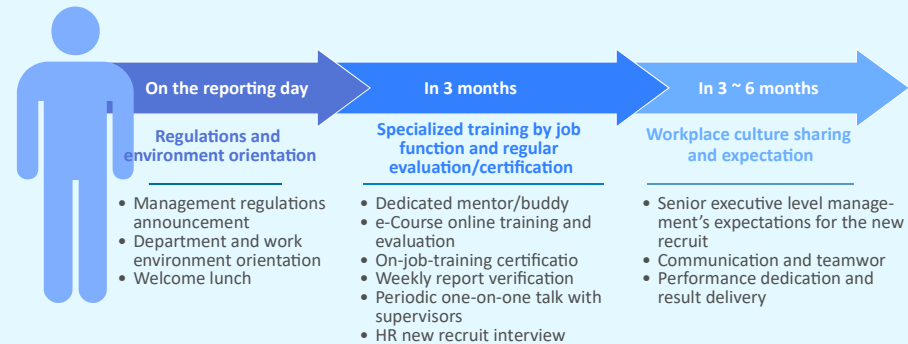 On the reporting day
Regulations and
environment orientation
• Management regulations
announcement
• Department and work
environment orientation
• Welcome lunch
In 3 months
Specialized training by job
function and regular
evaluation/certification
• Dedicated mentor/buddy
• e-Course online training and
evaluation
• On-job-training certificatio
• Weekly report verification
• Periodic one-on-one talk with
supervisors
• HR new recruit interview
In 3 ~ 6 months
Workplace culture sharing
and expectation
• Senior executive level manage-
ment's expectations for the new
recruit
• Communication and teamwor
• Performance dedication and
result delivery